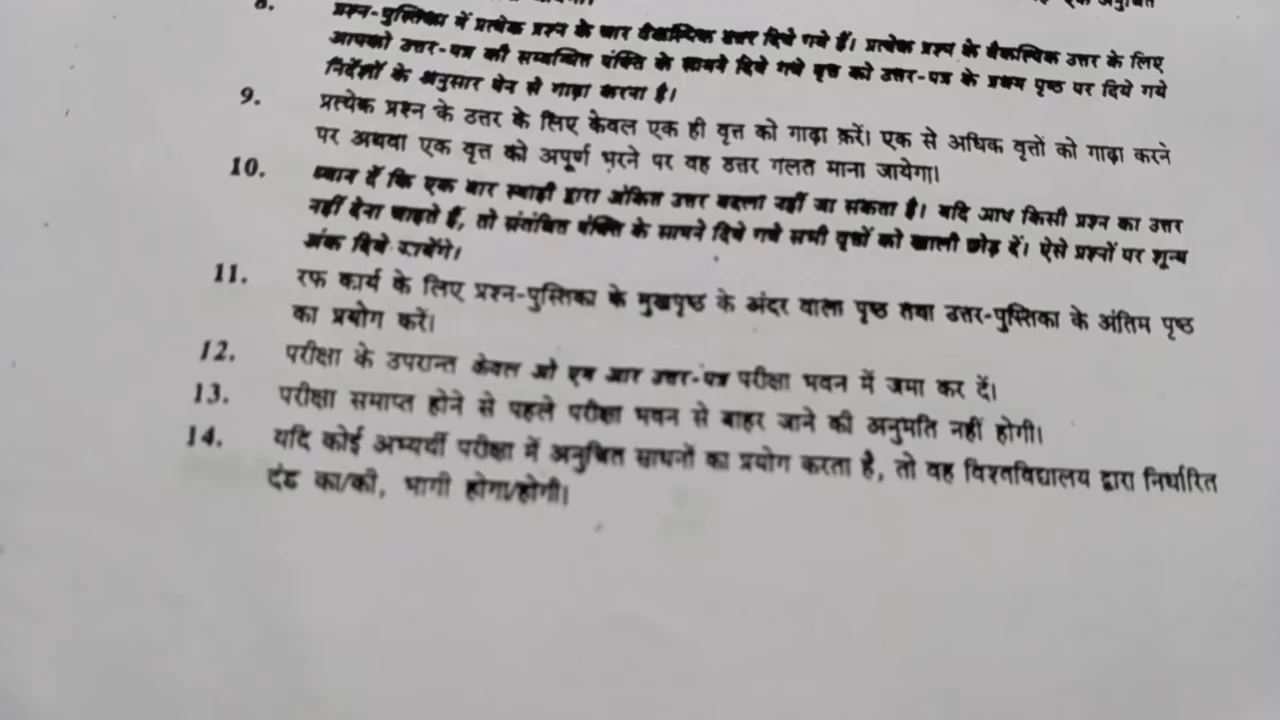 8. प्रश्न-पुस्तिका में प्रत्येक प्रश्न के चार वैकल्पिक उत्तर दिये गये हैं। प्रत्येक प्रश्न के वैकल्पिक उत्तर के लिए
आपको उत्तर-पत्र की सम्बन्धित पंक्ति के सामने दिये गये वृत्त को उत्तर-पत्र के प्रथम पृष्ठ पर दिये गये
निर्देशों के अनुसार पेन से गाढ़ा करना है।
9. प्रत्येक प्रश्न के उत्तर के लिए केवल एक ही वृत्त को गाढ़ा करें। एक से अधिक वृत्तों को गाढ़ा करने
पर अथवा एक वृत्त को अपूर्ण भरने पर वह उत्तर गलत माना जायेगा।
10. ध्यान दें कि एक बार स्याही द्वारा अंकित उत्तर बदला नहीं जा सकता है। यदि आप किसी प्रश्न का उत्तर
नहीं देना चाहते हैं, तो संबंधित पंक्ति के सामने दिये गये सभी वृत्तों को खाली छोड़ दें। ऐसे प्रश्नों पर शून्य
अंक दिये जायेंगे।
11. रफ कार्य के लिए प्रश्न-पुस्तिका के मुखपृष्ठ के अंदर वाला पृष्ठ तथा उत्तर-पुस्तिका के अंतिम पृष्ठ
का प्रयोग करें।
12. परीक्षा के उपरान्त केवल ओ एम आर उत्तर-पत्र परीक्षा भवन में जमा कर दें।
13. परीक्षा समाप्त होने से पहले परीक्षा भवन से बाहर जाने की अनुमति नहीं होगी।
14. यदि कोई अभ्यर्थी परीक्षा में अनुचित साधनों का प्रयोग करता है, तो वह विश्वविद्यालय द्वारा निर्धारित
दंड का/की, भागी होगा/होगी।